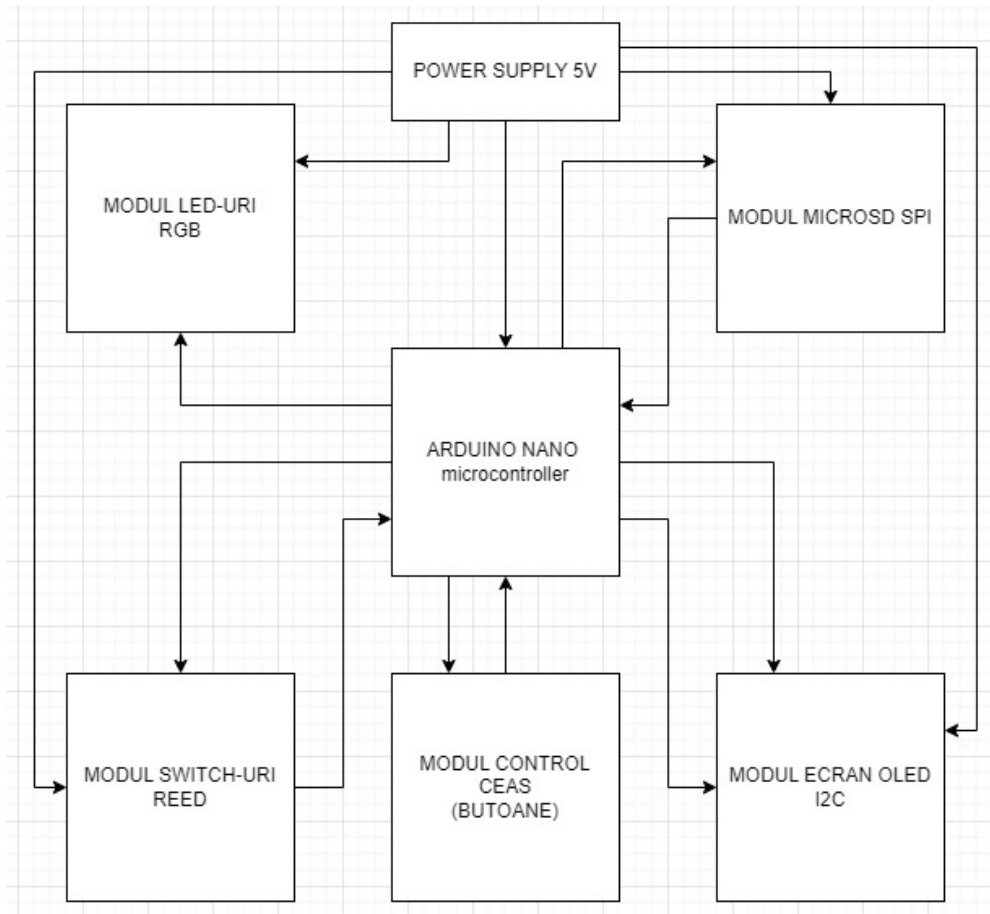 POWER SUPPLY 5V
MODUL LED-URI
RGB
MODUL MICROSD SPI
ARDUINO NANO
microcontroller
MODUL SWITCH-URI
REED
MODUL CONTROL
CEAS
(BUTOANE)
MODUL ECRAN OLED
I2C